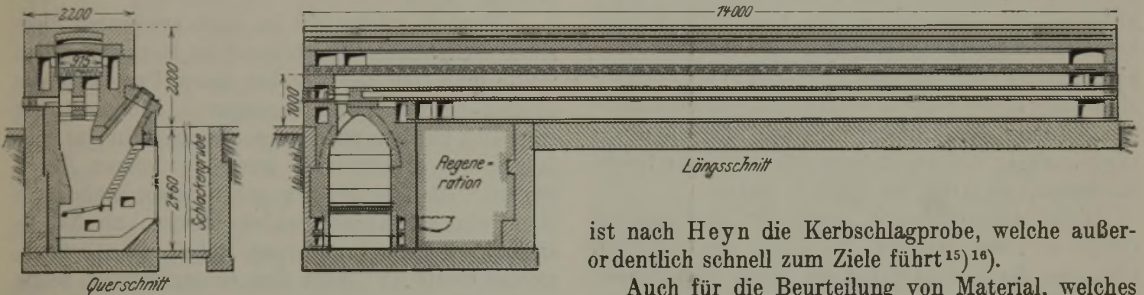 2200
14000
915
2000
1000
2460
Schlackengrube
Regene-
ration
Längsschnitt
Querschnitt
ist nach Heyn die Kerbschlagprobe, welche außer-
ordentlich schnell zum Ziele führt¹⁵)¹⁶).
Auch für die Beurteilung von Material, welches